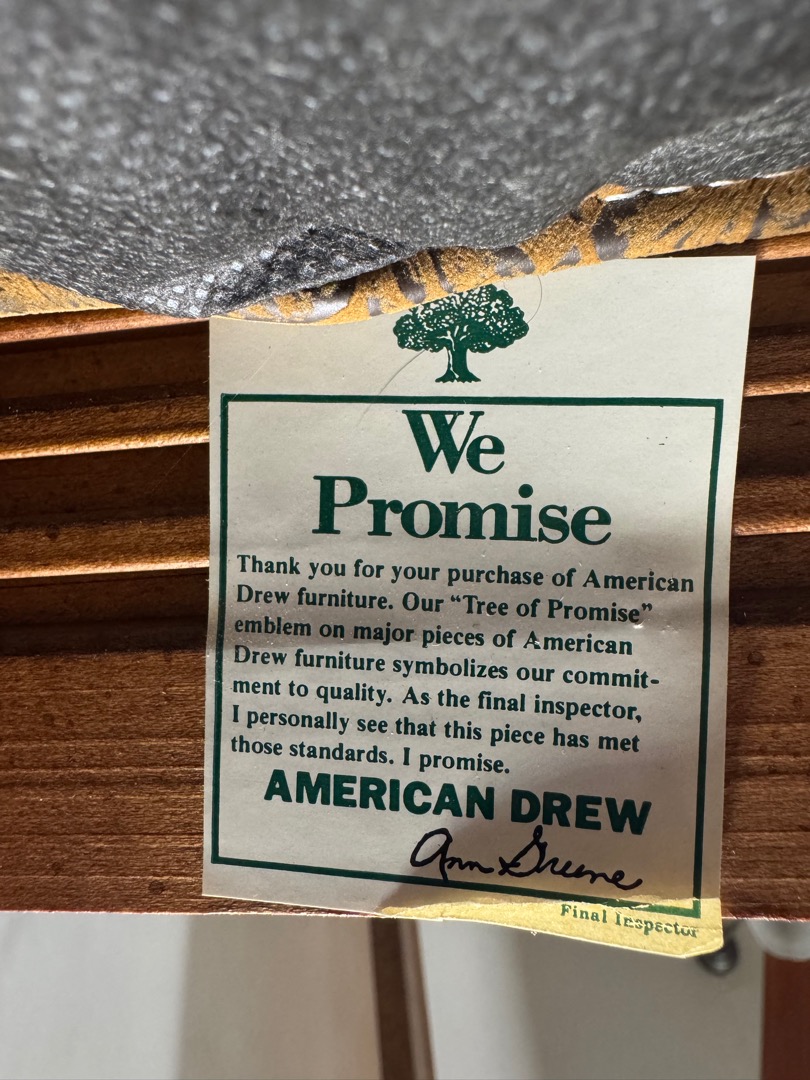 We
Promise
Thank you for your purchase of American
Drew furniture. Our “Tree of Promise”
emblem on major pieces of American
Drew furniture symbolizes our commit-
ment to quality. As the final inspector,
I personally see that this piece has met
those standards. I promise.
AMERICAN DREW
Ann Greene
Final Inspector